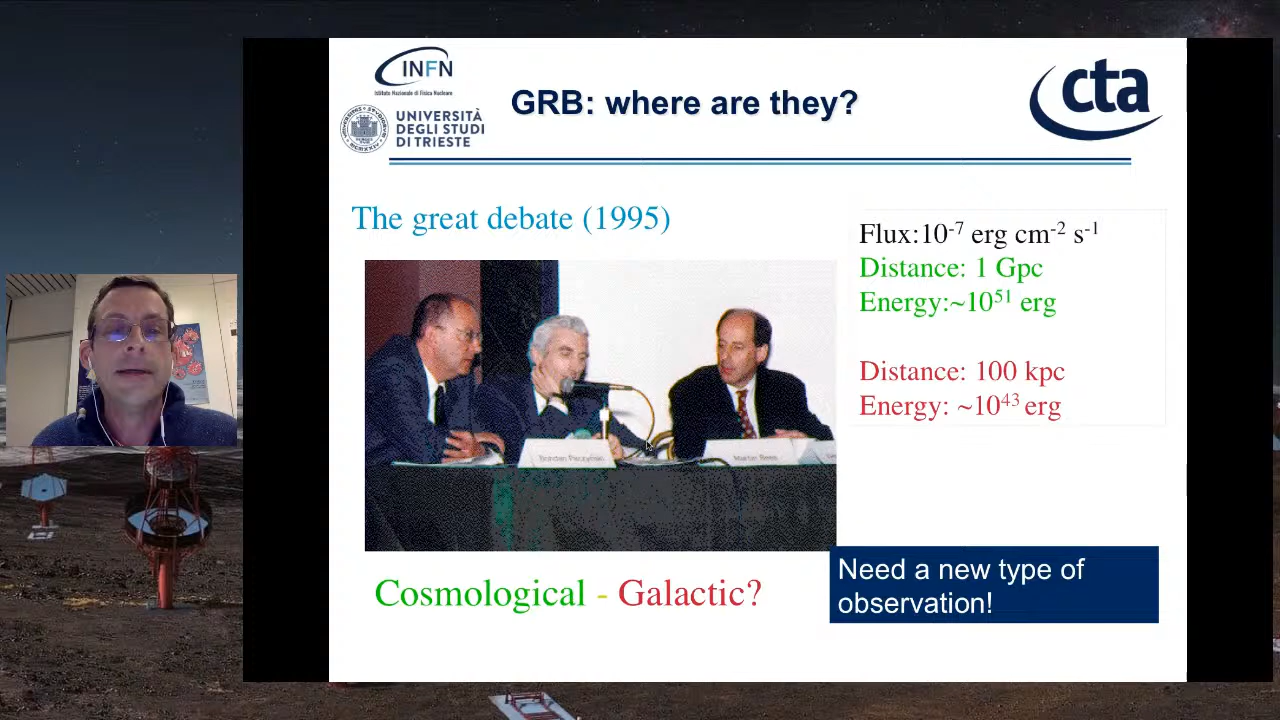 INFN
Istituto Nazionale di Fisica Nucleare
UNIVERSITÀ
DEGLI STUDI
DI TRIESTE
GRB: where are they?
cta
The great debate (1995)
Flux:10⁻⁷ erg cm⁻² s⁻¹
Distance: 1 Gpc
Energy:~10⁵¹ erg
Distance: 100 kpc
Energy: ~10⁴³ erg
Martin Rees
Cosmological - Galactic?
Need a new type of
observation!